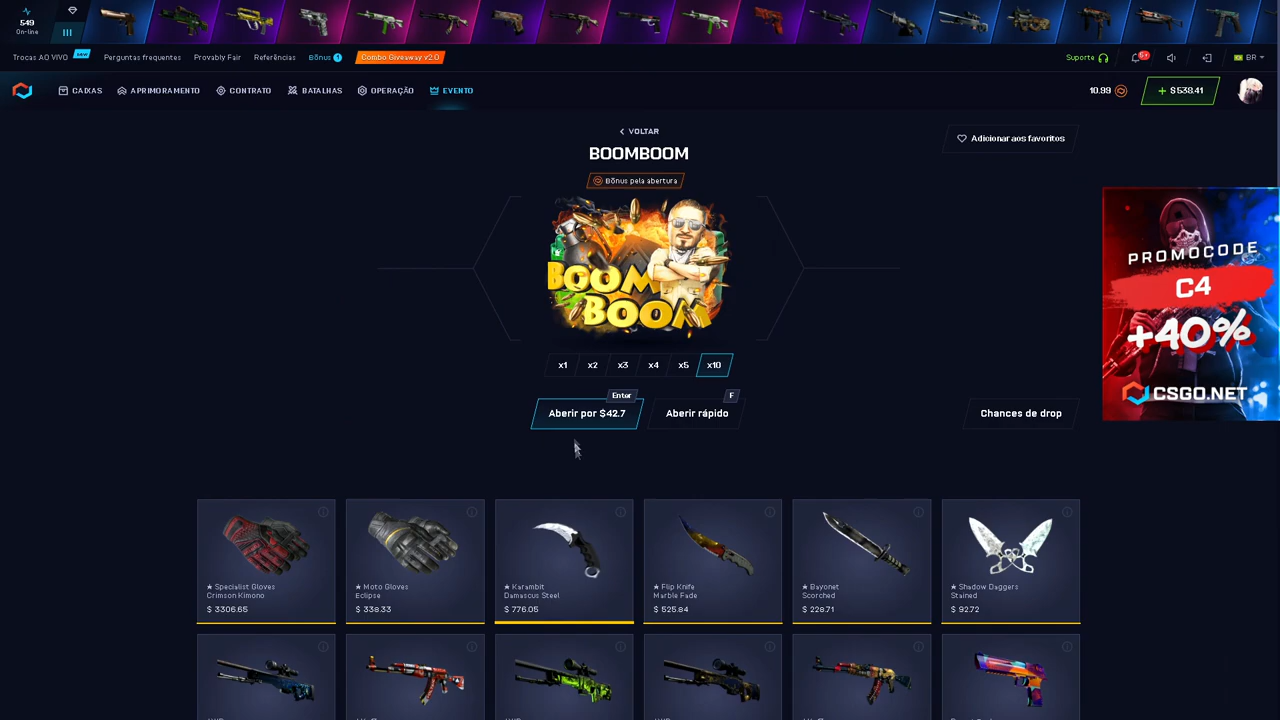 549
On-line
Trocas AO VIVO
NEW
Perguntas frequentes
Provably Fair
Referências
Bônus 1
Combo Giveaway v2.0
Suporte
5+
BR
CAIXAS
APRIMORAMENTO
CONTRATO
BATALHAS
OPERAÇÃO
EVENTO
10.99
+ $ 538.41
VOLTAR
BOOMBOOM
Adicionar aos favoritos
Bônus pela abertura
BOOM
BOOM
PROMOCODE
C4
+40%
CSGO.NET
x1
x2
x3
x4
x5
x10
Enter
F
Aberir por $42.7
Aberir rápido
Chances de drop
★ Specialist Gloves
Crimson Kimono
$ 3306.65
★ Moto Gloves
Eclipse
$ 338.33
★ Karambit
Damascus Steel
$ 776.05
★ Flip Knife
Marble Fade
$ 525.84
★ Bayonet
Scorched
$ 228.71
★ Shadow Daggers
Stained
$ 92.72